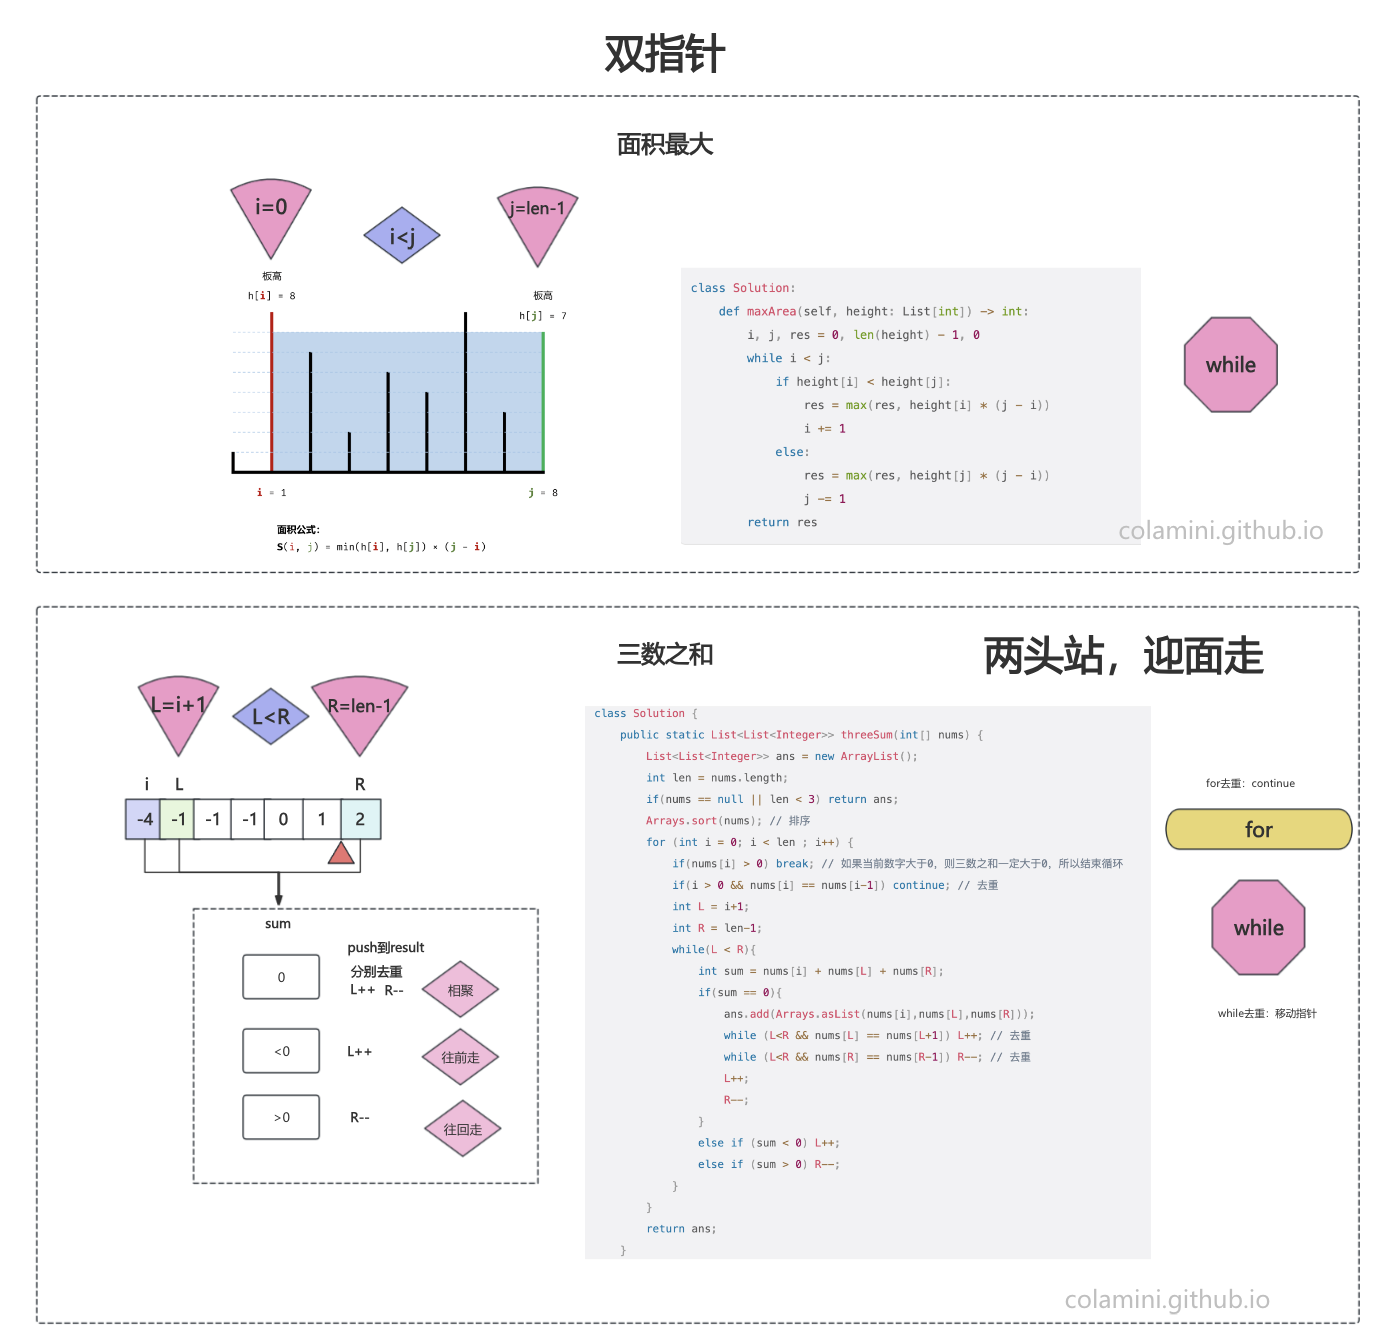 双指针
面积最大
i=0
i<j
j=len-1
板高
h[i] = 8
板高
h[j] = 7
i = 1
j = 8
面积公式:
S(i, j) = min(h[i], h[j]) × (j - i)
class Solution:
def maxArea(self, height: List[int]) -> int:
i, j, res = 0, len(height) - 1, 0
while i < j:
if height[i] < height[j]:
res = max(res, height[i] * (j - i))
i += 1
else:
res = max(res, height[j] * (j - i))
j -= 1
return res
while
colamini.github.io
三数之和
两头站，迎面走
L=i+1
L<R
R=len-1
i L R
-4 -1 -1 -1 0 1 2
sum
push到result
0
分别去重
L++ R--
相聚
<0
L++
往前走
>0
R--
往回走
class Solution {
public static List<List<Integer>> threeSum(int[] nums) {
List<List<Integer>> ans = new ArrayList();
int len = nums.length;
if(nums == null || len < 3) return ans;
Arrays.sort(nums); // 排序
for (int i = 0; i < len ; i++) {
if(nums[i] > 0) break; // 如果当前数字大于0，则三数之和一定大于0，所以结束循环
if(i > 0 && nums[i] == nums[i-1]) continue; // 去重
int L = i+1;
int R = len-1;
while(L < R){
int sum = nums[i] + nums[L] + nums[R];
if(sum == 0){
ans.add(Arrays.asList(nums[i],nums[L],nums[R]));
while (L<R && nums[L] == nums[L+1]) L++; // 去重
while (L<R && nums[R] == nums[R-1]) R--; // 去重
L++;
R--;
}
else if (sum < 0) L++;
else if (sum > 0) R--;
}
}
return ans;
}
for去重：continue
for
while
while去重：移动指针
colamini.github.io